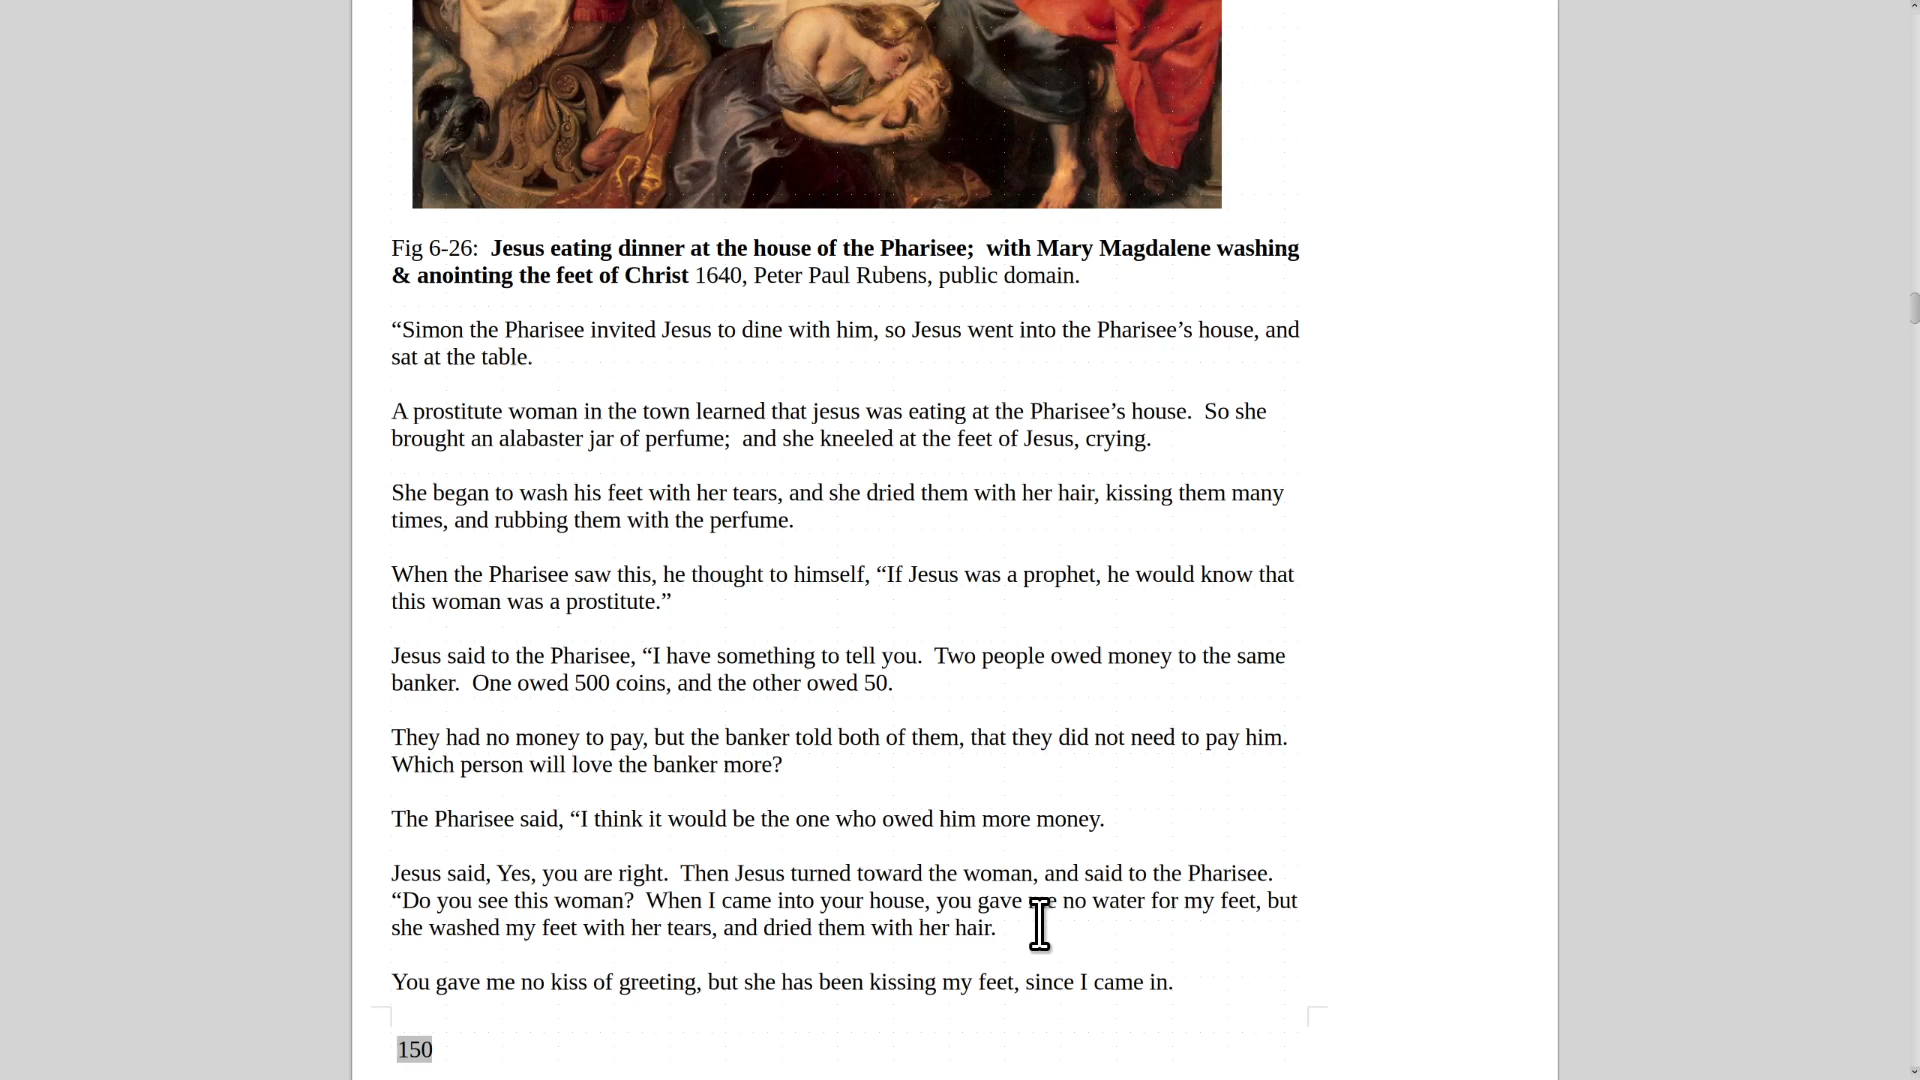 Fig 6-26:  Jesus eating dinner at the house of the Pharisee;  with Mary Magdalene washing
& anointing the feet of Christ 1640, Peter Paul Rubens, public domain.
“Simon the Pharisee invited Jesus to dine with him, so Jesus went into the Pharisee’s house, and
sat at the table.
A prostitute woman in the town learned that jesus was eating at the Pharisee’s house.  So she
brought an alabaster jar of perfume;  and she kneeled at the feet of Jesus, crying.
She began to wash his feet with her tears, and she dried them with her hair, kissing them many
times, and rubbing them with the perfume.
When the Pharisee saw this, he thought to himself, “If Jesus was a prophet, he would know that
this woman was a prostitute.”
Jesus said to the Pharisee, “I have something to tell you.  Two people owed money to the same
banker.  One owed 500 coins, and the other owed 50.
They had no money to pay, but the banker told both of them, that they did not need to pay him.
Which person will love the banker more?
The Pharisee said, “I think it would be the one who owed him more money.
Jesus said, Yes, you are right.  Then Jesus turned toward the woman, and said to the Pharisee.
“Do you see this woman?  When I came into your house, you gave me no water for my feet, but
she washed my feet with her tears, and dried them with her hair.
You gave me no kiss of greeting, but she has been kissing my feet, since I came in.
150